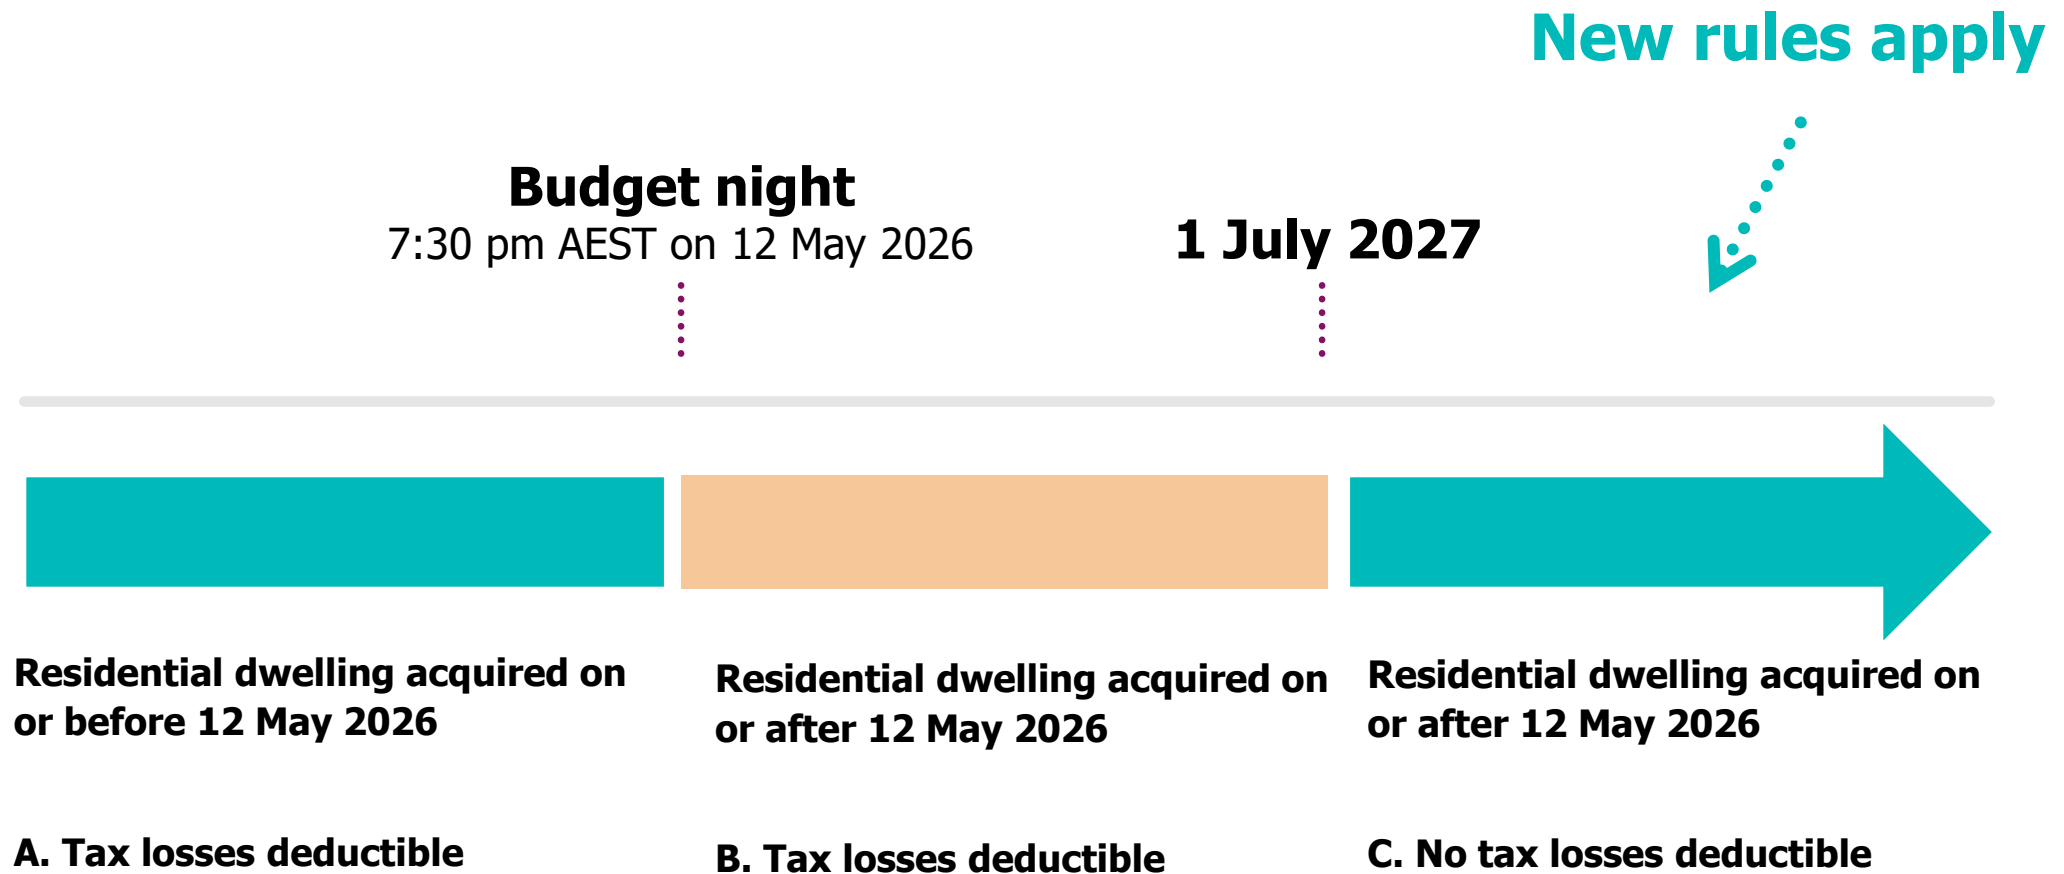 New rules apply
Budget night
7:30 pm AEST on 12 May 2026
1 July 2027
Residential dwelling acquired on
or before 12 May 2026
A. Tax losses deductible
Residential dwelling acquired on
or after 12 May 2026
B. Tax losses deductible
Residential dwelling acquired on
or after 12 May 2026
C. No tax losses deductible